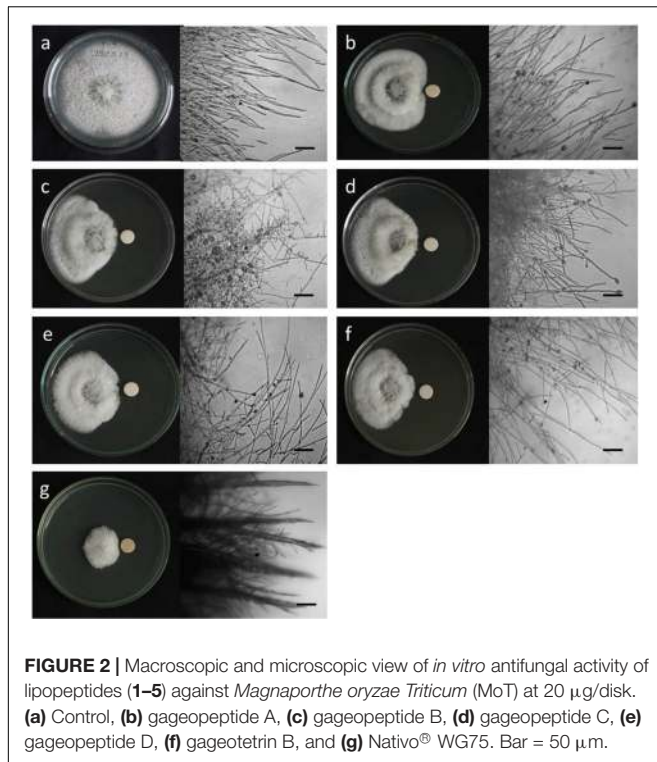 a
b
c
d
e
f
g
FIGURE 2 | Macroscopic and microscopic view of in vitro antifungal activity of
lipopeptides (1–5) against Magnaporthe oryzae Triticum (MoT) at 20 μg/disk.
(a) Control, (b) gageopeptide A, (c) gageopeptide B, (d) gageopeptide C, (e)
gageopeptide D, (f) gageotetrin B, and (g) Nativo® WG75. Bar = 50 μm.